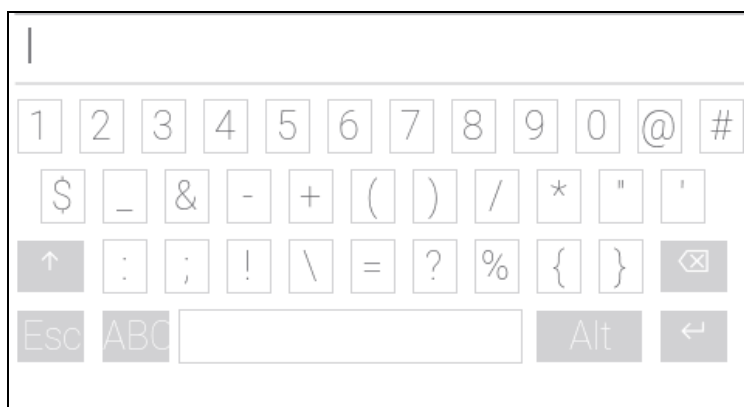 1 2 3 4 5 6 7 8 9 0 @ #
$ _ & - + ( ) / * " '
↑ : ; ! \ = ? % { } ⌫
Esc ABC Alt ↵